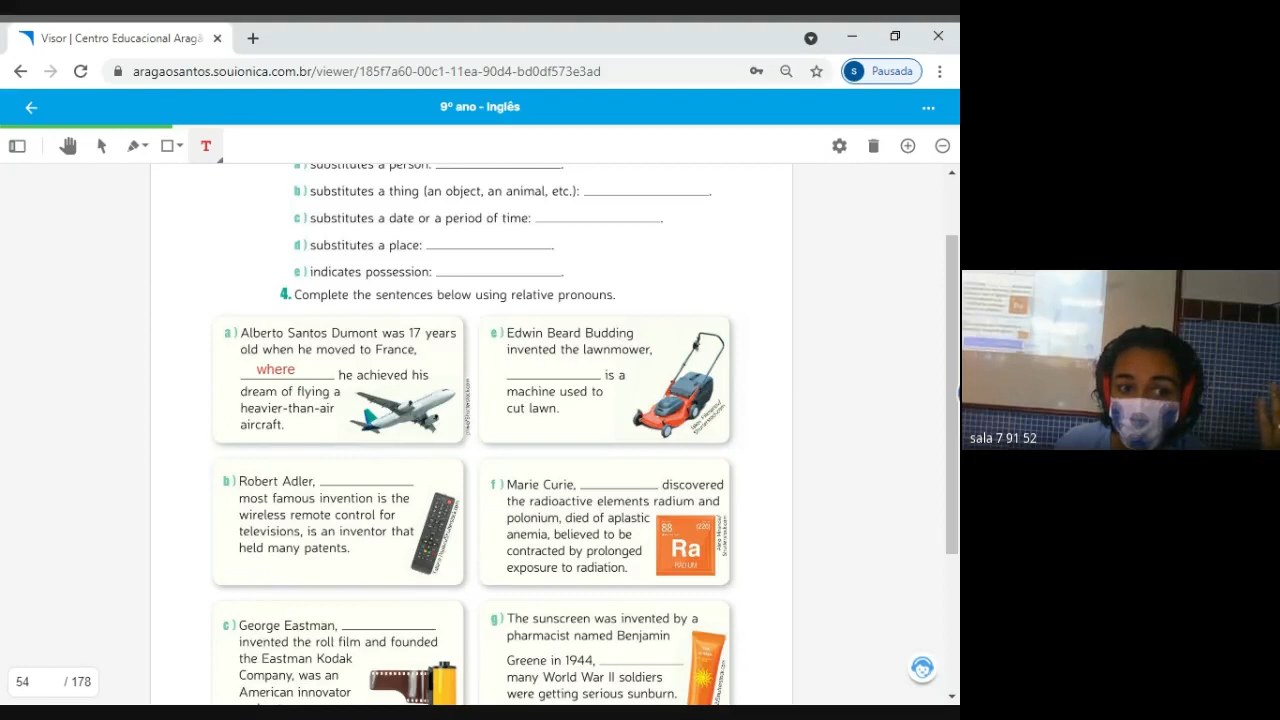 Visor | Centro Educacional Aragã
aragaosantos.souionica.com.br/viewer/185f7a60-00c1-11ea-90d4-bd0df573e3ad
S Pausada
9º ano - Inglês
T
a) substitutes a person: ____________.
b) substitutes a thing (an object, an animal, etc.): ____________.
c) substitutes a date or a period of time: ____________.
d) substitutes a place: ____________.
e) indicates possession: ____________.
4. Complete the sentences below using relative pronouns.
a) Alberto Santos Dumont was 17 years
old when he moved to France,
where he achieved his
dream of flying a
heavier-than-air
aircraft.
e) Edwin Beard Budding
invented the lawnmower,
____________ is a
machine used to
cut lawn.
b) Robert Adler, ____________
most famous invention is the
wireless remote control for
televisions, is an inventor that
held many patents.
f) Marie Curie, __________ discovered
the radioactive elements radium and
polonium, died of aplastic
anemia, believed to be
contracted by prolonged
exposure to radiation.
88
Ra
RADIUM
c) George Eastman, ____________
invented the roll film and founded
the Eastman Kodak
Company, was an
American innovator
g) The sunscreen was invented by a
pharmacist named Benjamin
Greene in 1944, ____________
many World War II soldiers
were getting serious sunburn.
54 / 178
sala 7 91 52